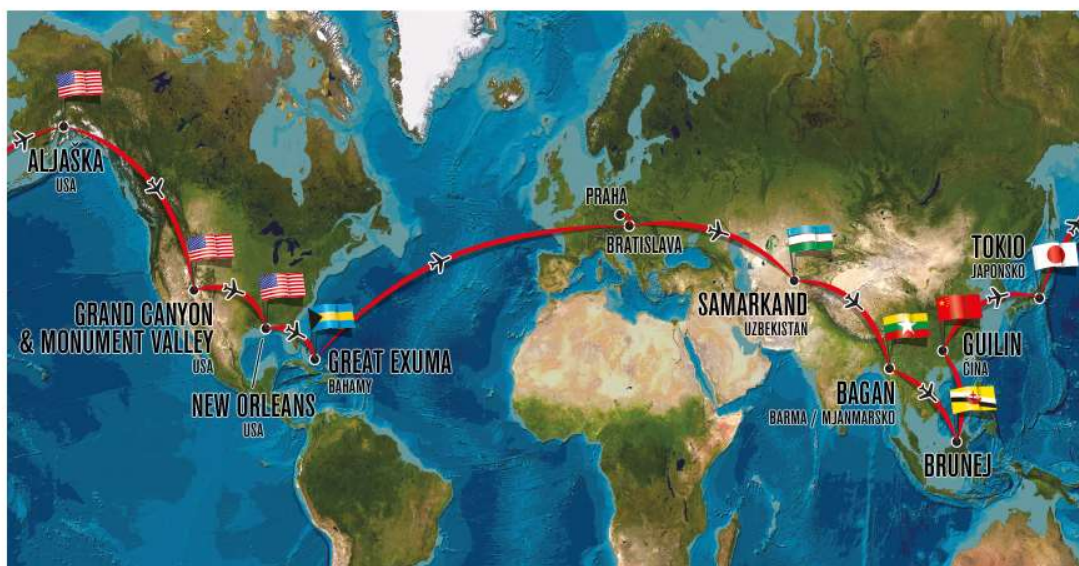 ALJAŠKA
USA
GRAND CANYON
& MONUMENT VALLEY
USA
NEW ORLEANS
USA
GREAT EXUMA
BAHAMY
PRAHA
BRATISLAVA
SAMARKAND
UZBEKISTAN
BAGAN
BARMA / MJANMARSKO
BRUNEJ
GUILIN
ČÍNA
TOKIO
JAPONSKO